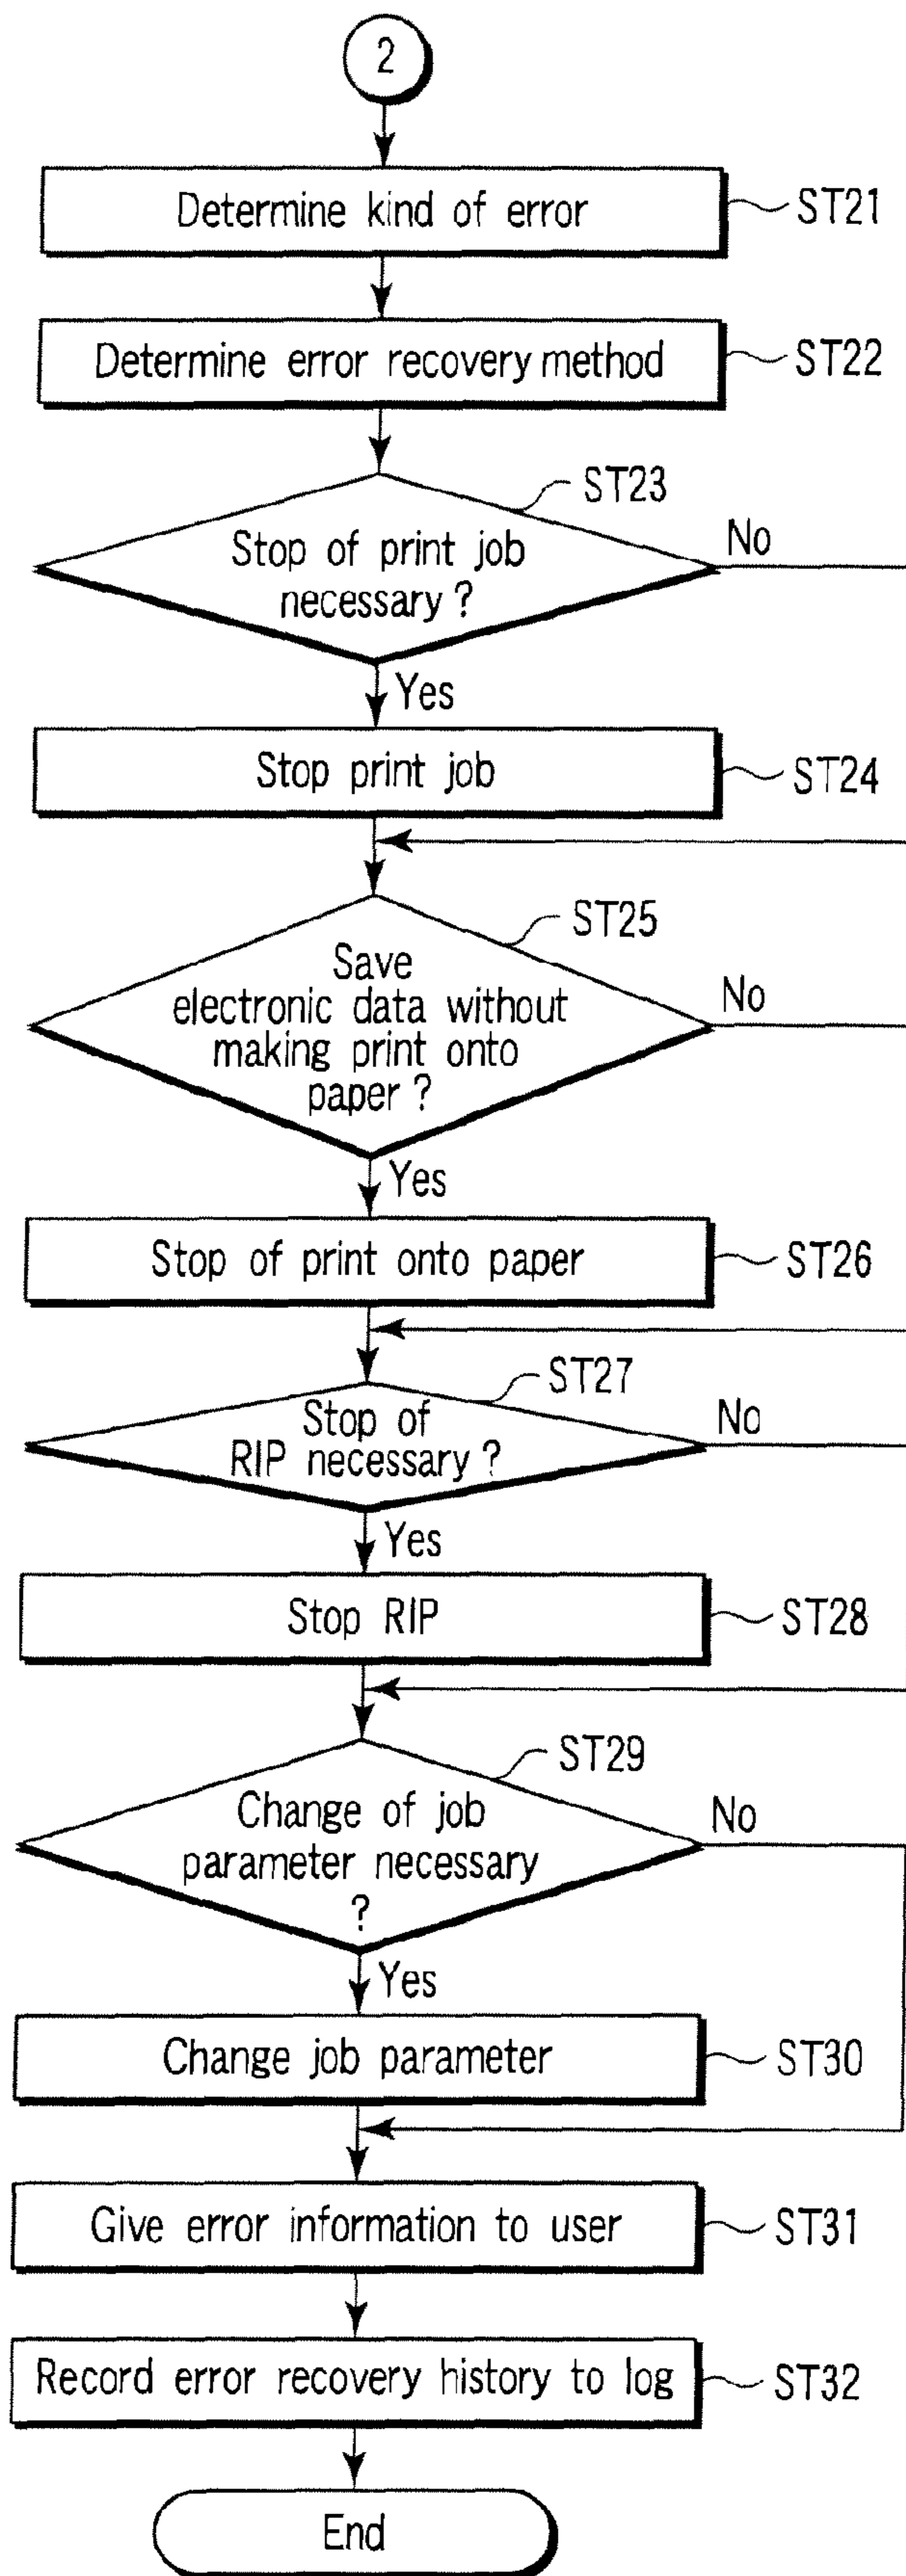 2
Determine kind of error
ST21
Determine error recovery method
ST22
ST23
Stop of print job
necessary ?
No
Yes
Stop print job
ST24
ST25
Save
electronic data without
making print onto
paper ?
No
Yes
Stop of print onto paper
ST26
ST27
Stop of
RIP necessary ?
No
Yes
Stop RIP
ST28
ST29
Change of job
parameter necessary
?
No
Yes
Change job parameter
ST30
Give error information to user
ST31
Record error recovery history to log
ST32
End